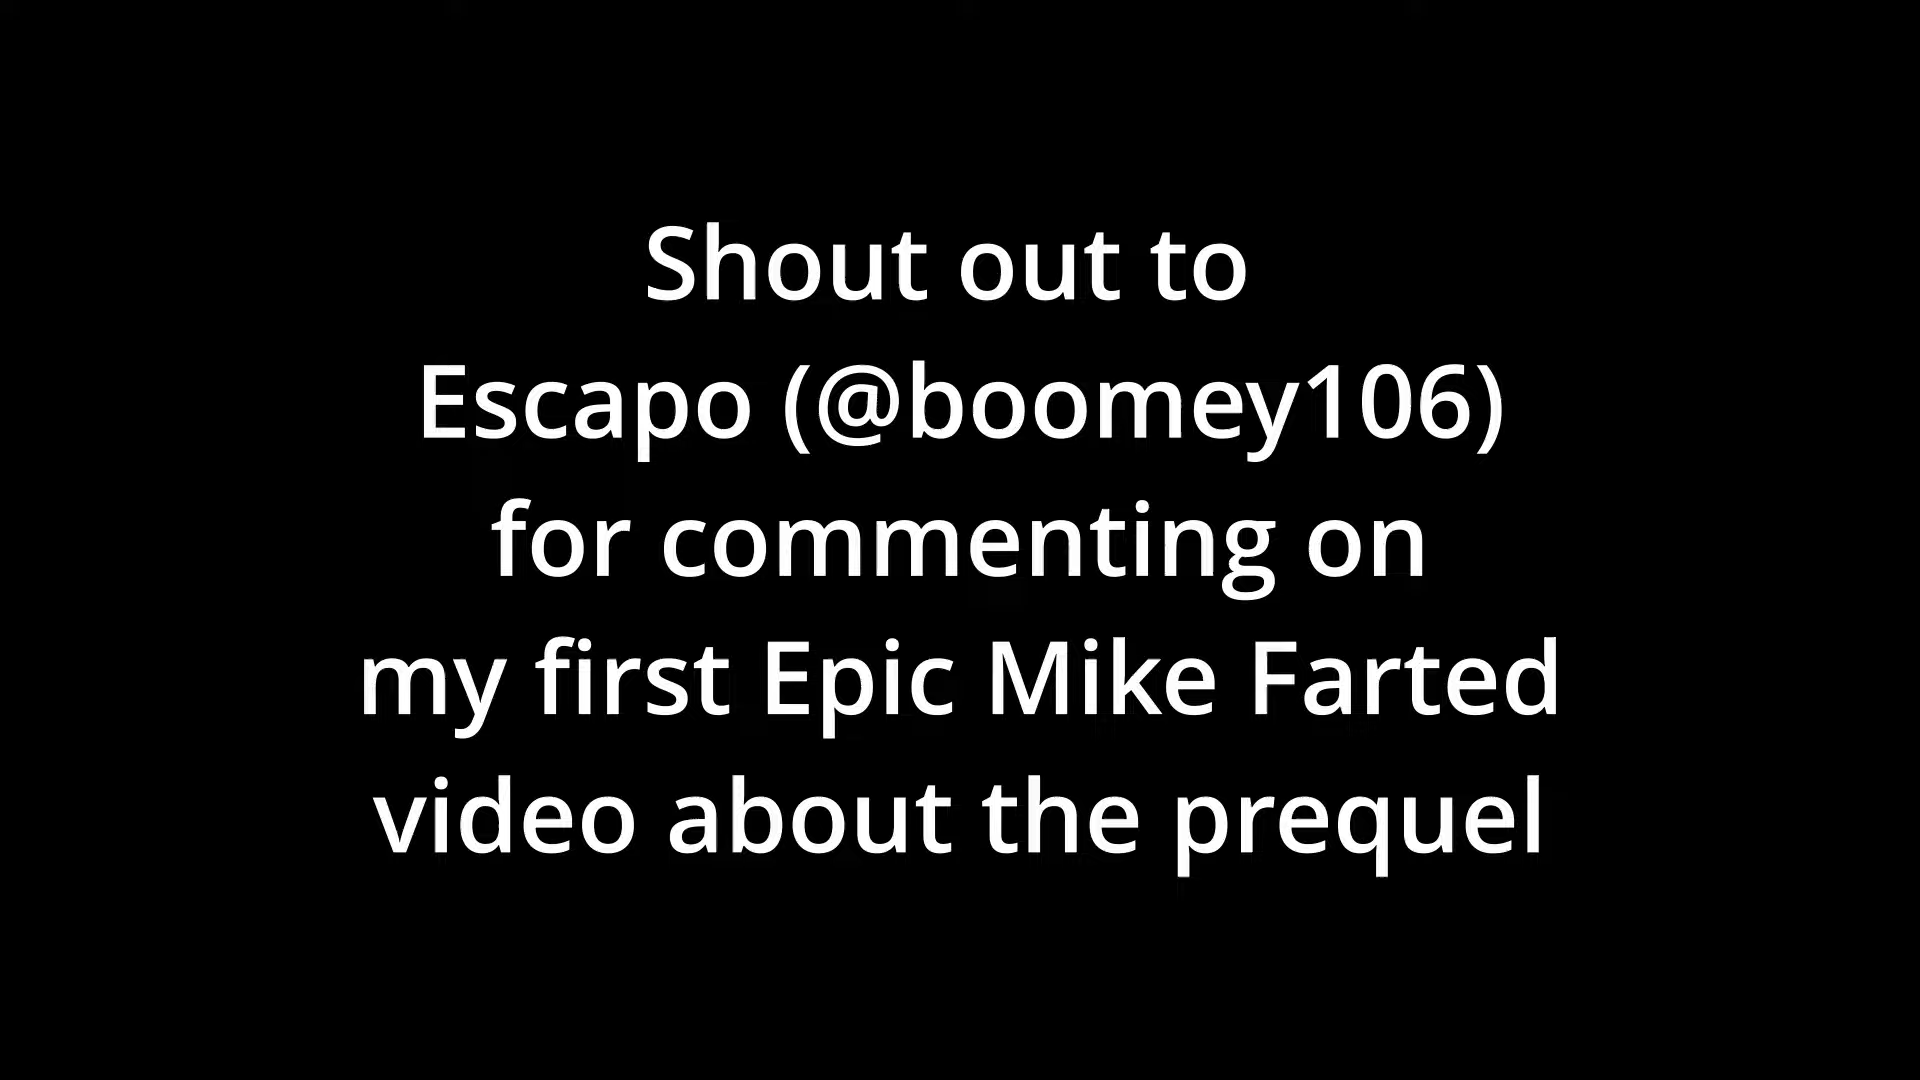 Shout out to
Escapo (@boomey106)
for commenting on
my first Epic Mike Farted
video about the prequel